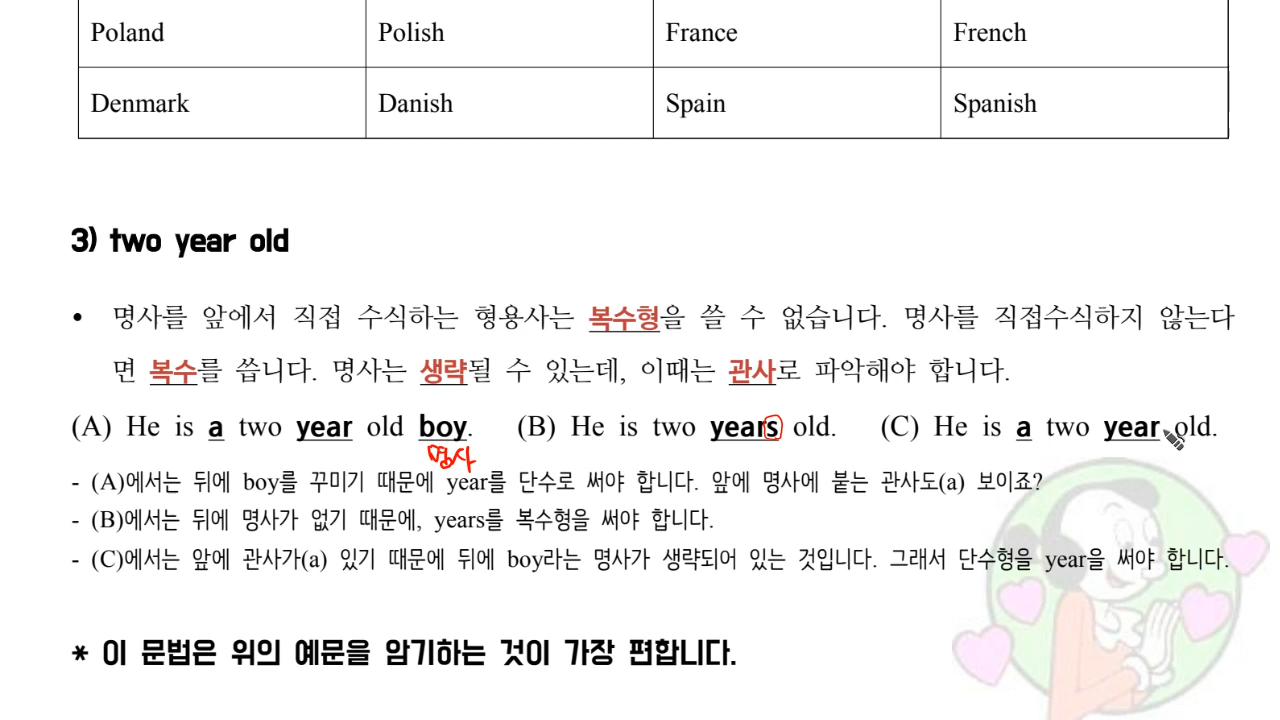 Poland Polish France French
Denmark Danish Spain Spanish
3) two year old
• 명사를 앞에서 직접 수식하는 형용사는 복수형을 쓸 수 없습니다. 명사를 직접수식하지 않는다
면 복수를 씁니다. 명사는 생략될 수 있는데, 이때는 관사로 파악해야 합니다.
(A) He is a two year old boy. (B) He is two years old. (C) He is a two year old.
명사
- (A)에서는 뒤에 boy를 꾸미기 때문에 year를 단수로 써야 합니다. 앞에 명사에 붙는 관사도(a) 보이죠?
- (B)에서는 뒤에 명사가 없기 때문에, years를 복수형을 써야 합니다.
- (C)에서는 앞에 관사가(a) 있기 때문에 뒤에 boy라는 명사가 생략되어 있는 것입니다. 그래서 단수형을 year을 써야 합니다.
* 이 문법은 위의 예문을 암기하는 것이 가장 편합니다.